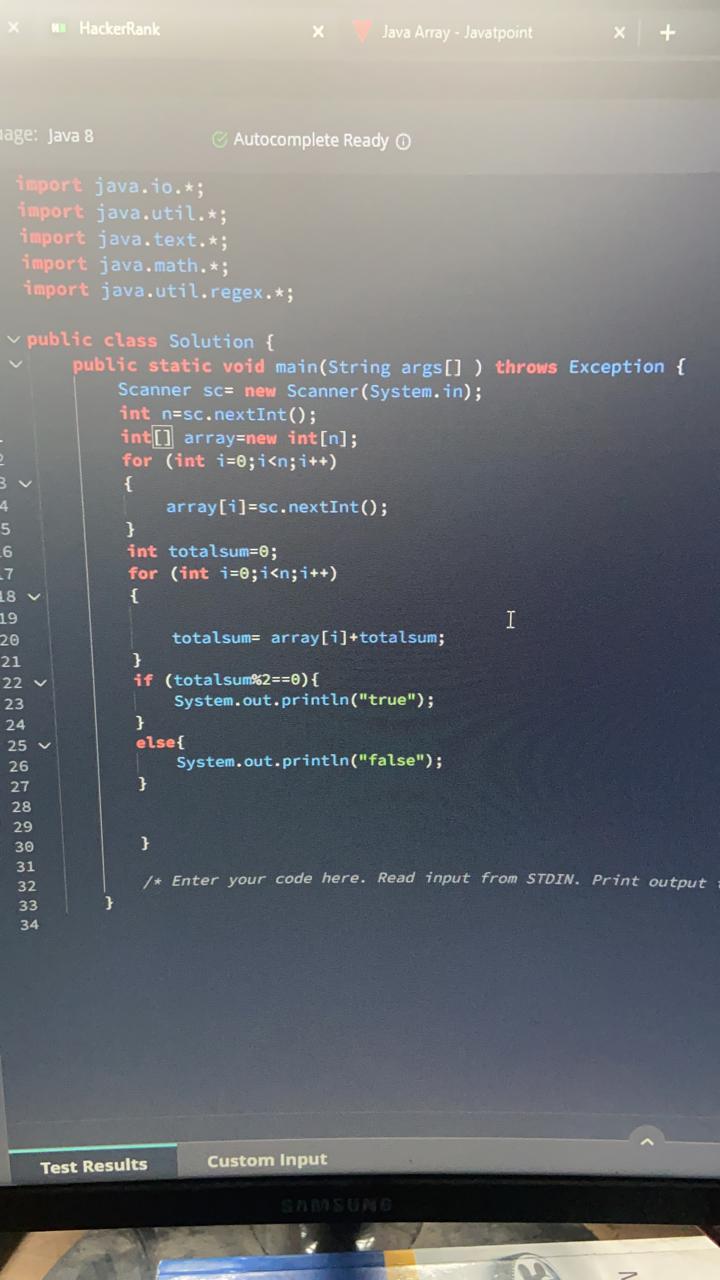 HackerRank
Java Array - Javatpoint
Java 8
Autocomplete Ready
import java.io.*;
import java.util.*;
import java.text.*;
import java.math.*;
import java.util.regex.*;
public class Solution {
public static void main(String args[] ) throws Exception {
Scanner sc= new Scanner(System.in);
int n=sc.nextInt();
int[] array=new int[n];
for (int i=0;i<n;i++)
{
array[i]=sc.nextInt();
5 }
6 int totalsum=0;
17 for (int i=0;i<n;i++)
18 {
19
20 totalsum= array[i]+totalsum;
21 }
22 if (totalsum%2==0){
23 System.out.println("true");
24 }
25 else{
26 System.out.println("false");
27 }
28
29
30 }
31
32 /* Enter your code here. Read input from STDIN. Print output
33 }
34
Test Results
Custom Input
SAMSUNG